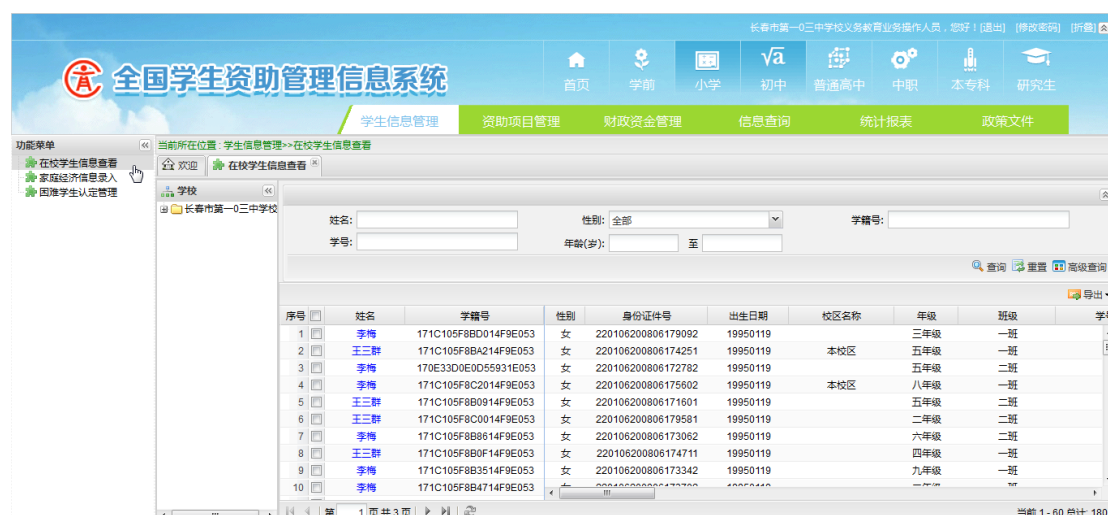 长春市第一0三中学校义务教育业务操作人员，您好！[退出] [修改密码] [折叠]
全国学生资助管理信息系统
首页 学前 小学 初中 普通高中 中职 本专科 研究生
学生信息管理 资助项目管理 财政资金管理 信息查询 统计报表 政策文件
功能菜单
在校学生信息查看
家庭经济信息录入
困难学生认定管理
当前所在位置：学生信息管理>>在校学生信息查看
欢迎 在校学生信息查看
学校
长春市第一0三中学校
姓名: 性别: 全部 学籍号:
学号: 年龄(岁): 至
查询 重置 高级查询
导出
序号 姓名 学籍号 性别 身份证件号 出生日期 校区名称 年级 班级
1 李梅 171C105F8BD014F9E053 女 220106200806179092 19950119 三年级 一班
2 王三群 171C105F8BA214F9E053 女 220106200806174251 19950119 本校区 五年级 一班
3 李梅 170E33D0E0D55931E053 女 220106200806172782 19950119 五年级 二班
4 李梅 171C105F8C2014F9E053 女 220106200806175602 19950119 本校区 八年级 一班
5 王三群 171C105F8B0914F9E053 女 220106200806171601 19950119 五年级 二班
6 王三群 171C105F8C0014F9E053 女 220106200806179581 19950119 二年级 二班
7 李梅 171C105F8B8614F9E053 女 220106200806173062 19950119 六年级 二班
8 王三群 171C105F8B0F14F9E053 女 220106200806174711 19950119 四年级 一班
9 李梅 171C105F8B3514F9E053 女 220106200806173342 19950119 九年级 一班
10 李梅 171C105F8B4714F9E053 女
第 1 页共 3 页
当前 1 - 60 总计: 180